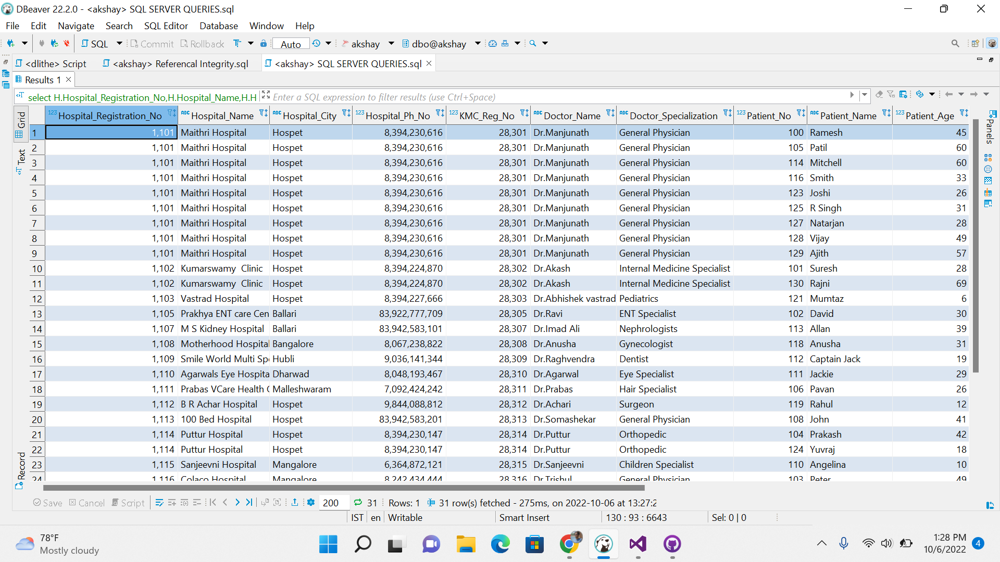 DBeaver 22.2.0 - <akshay> SQL SERVER QUERIES.sql
File Edit Navigate Search SQL Editor Database Window Help
SQL Commit Rollback Auto akshay dbo@akshay
<dlithe> Script <akshay> Referencal Integrity.sql <akshay> SQL SERVER QUERIES.sql
Results 1
select H.Hospital_Registration_No,H.Hospital_Name,H.H Enter a SQL expression to filter results (use Ctrl+Space)
Grid
Text
Record
Panels
123 Hospital_Registration_No ABC Hospital_Name ABC Hospital_City 123 Hospital_Ph_No 123 KMC_Reg_No ABC Doctor_Name ABC Doctor_Specialization 123 Patient_No ABC Patient_Name 123 Patient_Age
1 1,101 Maithri Hospital Hospet 8,394,230,616 28,301 Dr.Manjunath General Physician 100 Ramesh 45
2 1,101 Maithri Hospital Hospet 8,394,230,616 28,301 Dr.Manjunath General Physician 105 Patil 60
3 1,101 Maithri Hospital Hospet 8,394,230,616 28,301 Dr.Manjunath General Physician 114 Mitchell 60
4 1,101 Maithri Hospital Hospet 8,394,230,616 28,301 Dr.Manjunath General Physician 116 Smith 33
5 1,101 Maithri Hospital Hospet 8,394,230,616 28,301 Dr.Manjunath General Physician 123 Joshi 26
6 1,101 Maithri Hospital Hospet 8,394,230,616 28,301 Dr.Manjunath General Physician 125 R Singh 31
7 1,101 Maithri Hospital Hospet 8,394,230,616 28,301 Dr.Manjunath General Physician 127 Natarjan 28
8 1,101 Maithri Hospital Hospet 8,394,230,616 28,301 Dr.Manjunath General Physician 128 Vijay 49
9 1,101 Maithri Hospital Hospet 8,394,230,616 28,301 Dr.Manjunath General Physician 129 Ajith 57
10 1,102 Kumarswamy Clinic Hospet 8,394,224,870 28,302 Dr.Akash Internal Medicine Specialist 101 Suresh 28
11 1,102 Kumarswamy Clinic Hospet 8,394,224,870 28,302 Dr.Akash Internal Medicine Specialist 130 Rajni 69
12 1,103 Vastrad Hospital Hospet 8,394,227,666 28,303 Dr.Abhishek vastrad Pediatrics 121 Mumtaz 6
13 1,105 Prakhya ENT care Cen Ballari 83,922,777,709 28,305 Dr.Ravi ENT Specialist 102 David 30
14 1,107 M S Kidney Hospital Ballari 83,942,583,101 28,307 Dr.Imad Ali Nephrologists 113 Allan 39
15 1,108 Motherhood Hospital Bangalore 8,067,238,822 28,308 Dr.Anusha Gynecologist 118 Anusha 31
16 1,109 Smile World Multi Sp Hubli 9,036,141,344 28,309 Dr.Raghvendra Dentist 112 Captain Jack 19
17 1,110 Agarwals Eye Hospita Dharwad 8,048,193,467 28,310 Dr.Agarwal Eye Specialist 111 Jackie 29
18 1,111 Prabas VCare Health Malleshwaram 7,092,424,242 28,311 Dr.Prabas Hair Specialist 106 Pavan 26
19 1,112 B R Achar Hospital Hospet 9,844,088,812 28,312 Dr.Achari Surgeon 119 Rahul 12
20 1,113 100 Bed Hospital Hospet 83,942,583,201 28,313 Dr.Somashekar General Physician 108 John 41
21 1,114 Puttur Hospital Hospet 8,394,230,147 28,314 Dr.Puttur Orthopedic 104 Prakash 42
22 1,114 Puttur Hospital Hospet 8,394,230,147 28,314 Dr.Puttur Orthopedic 124 Yuvraj 18
23 1,115 Sanjeevni Hospital Mangalore 6,364,872,121 28,315 Dr.Sanjeevni Children Specialist 110 Angelina 10
24 1,116 Colaco Hospital Mangalore 8,242,434,444 28,316 Dr.Trishul General Physician 103 Peter 49
Save Cancel Script 200 31 Rows: 1 31 row(s) fetched - 275ms, on 2022-10-06 at 13:27:2
IST en Writable Smart Insert 130 : 93 : 6643 Sel: 0 | 0
78°F
Mostly cloudy
1:28 PM
10/6/2022
4